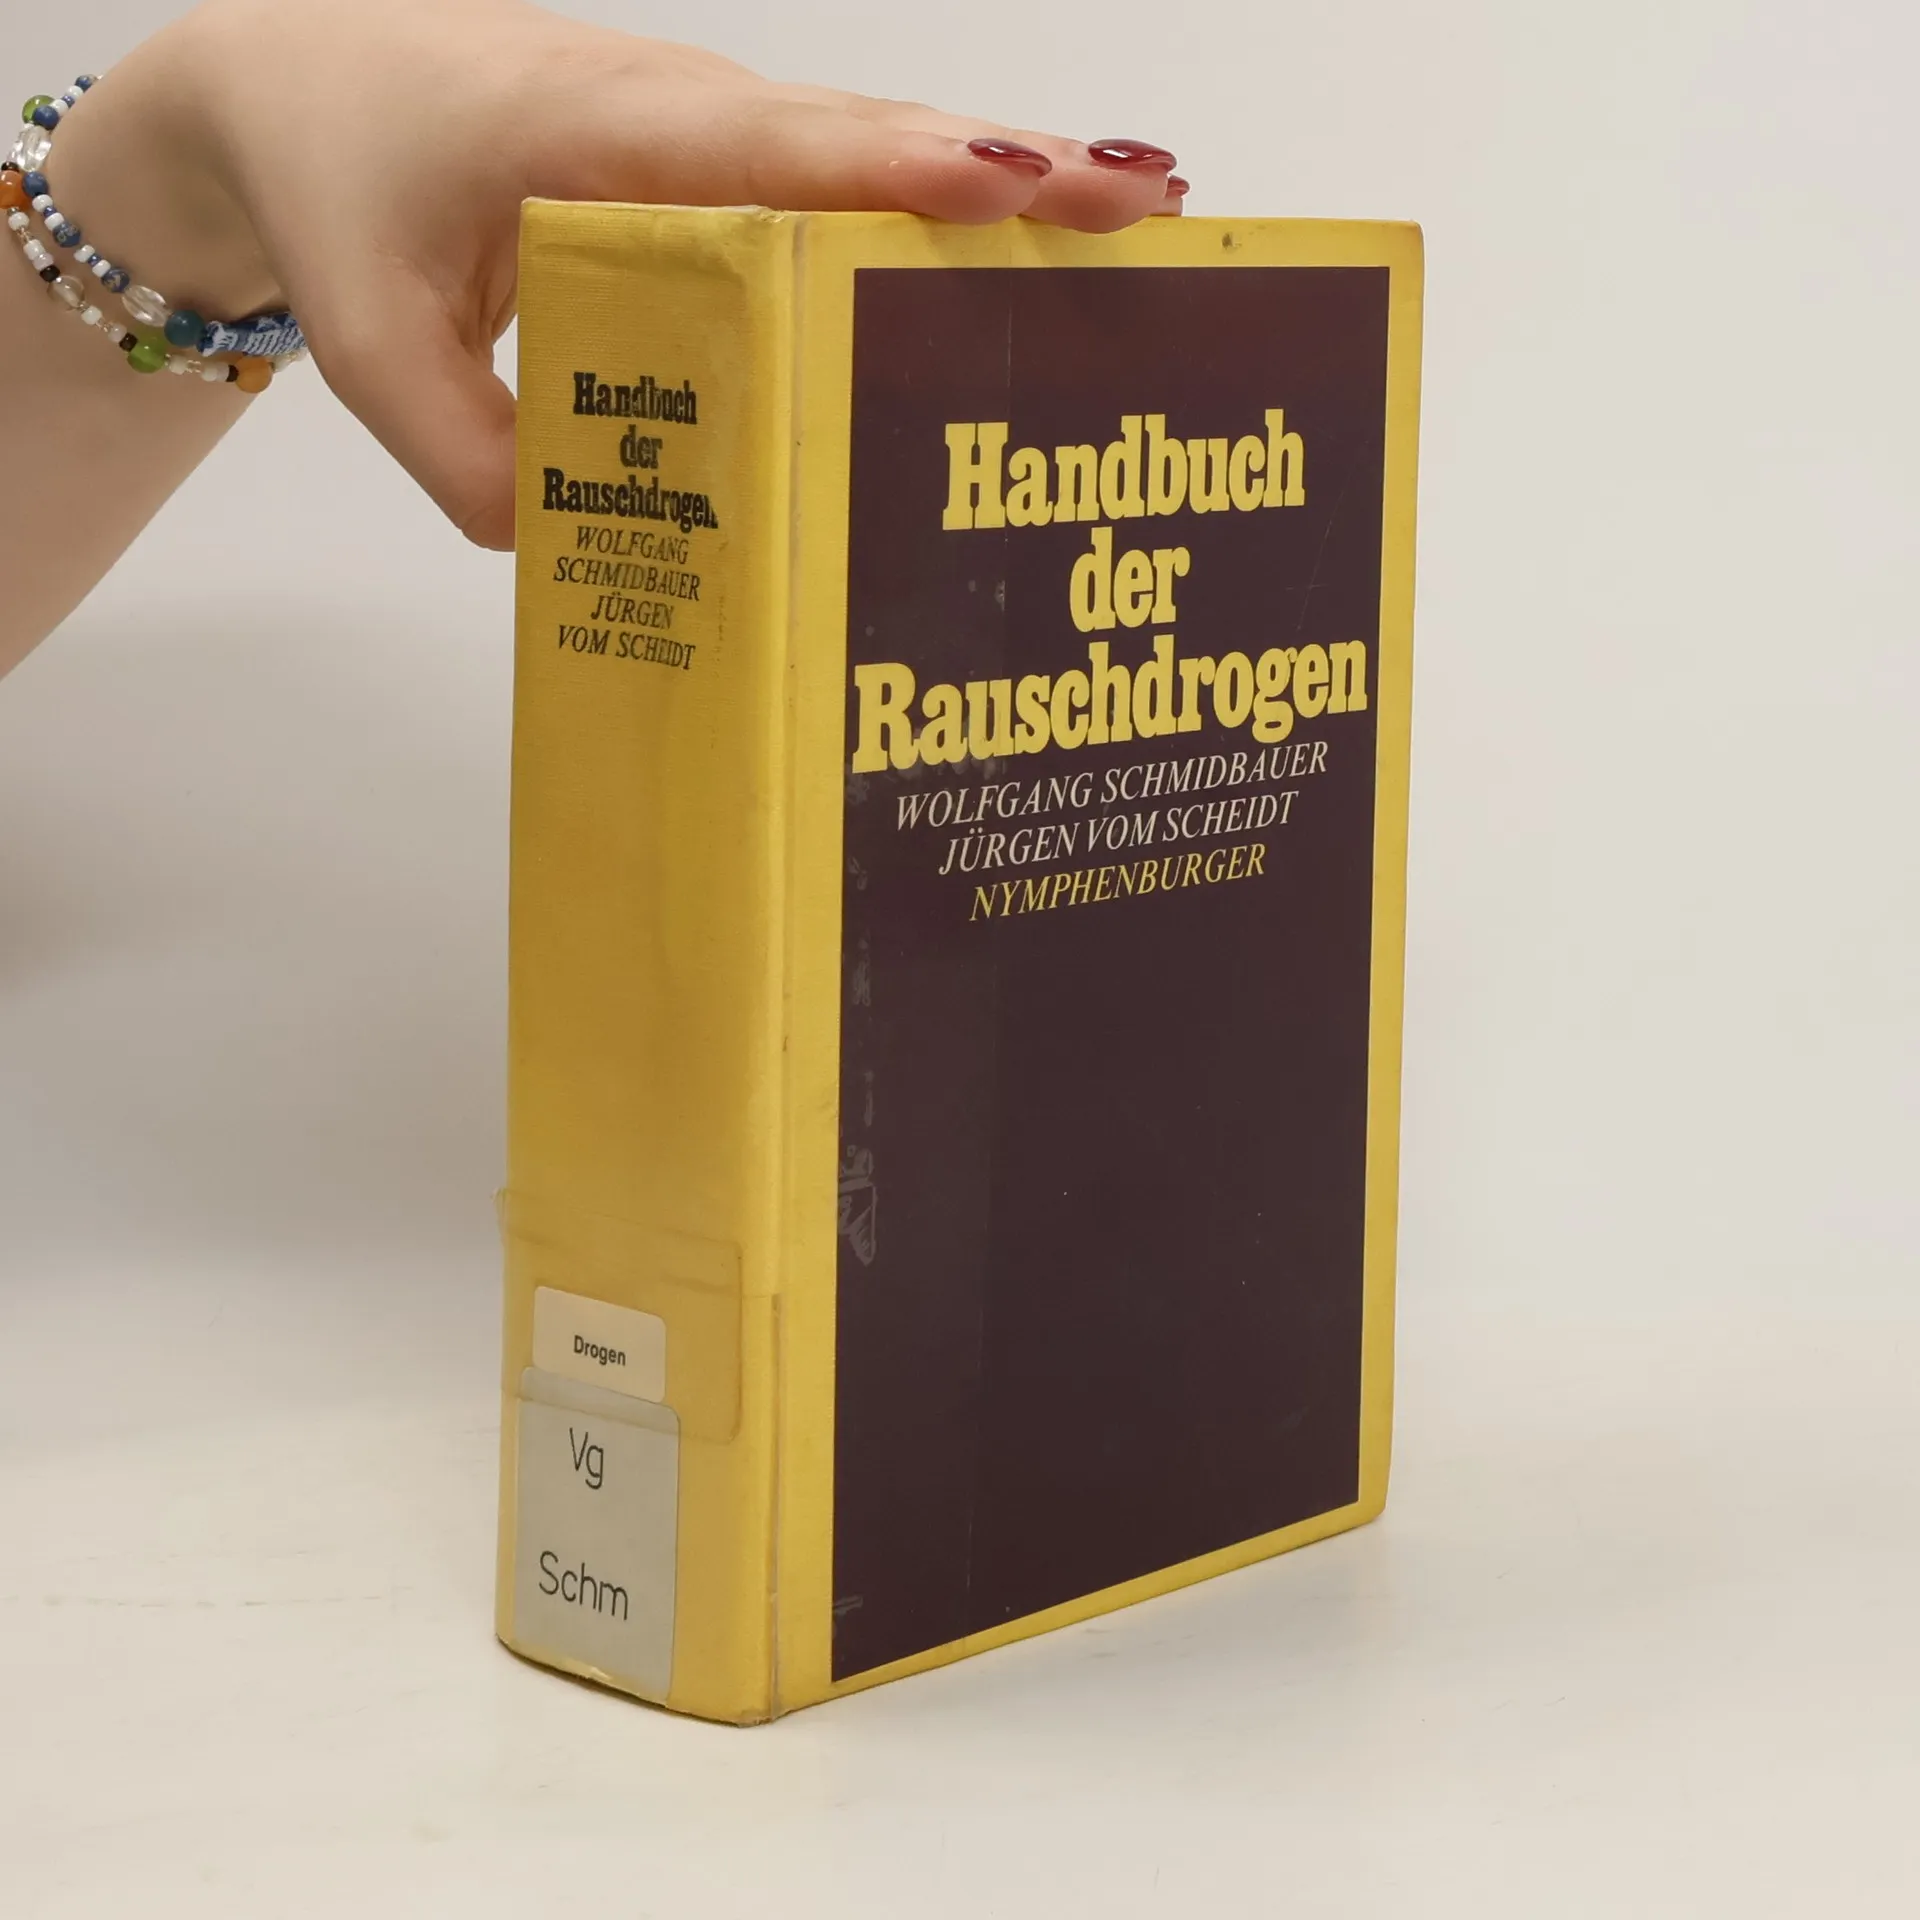 Handbuch
der
Rauschdrogen
WOLFGANG
SCHMIDBAUER
JÜRGEN
VOM SCHEIDT
Drogen
Vg
Schm
Handbuch
der
Rauschdrogen
WOLFGANG SCHMIDBAUER
JÜRGEN VOM SCHEIDT
NYMPHENBURGER